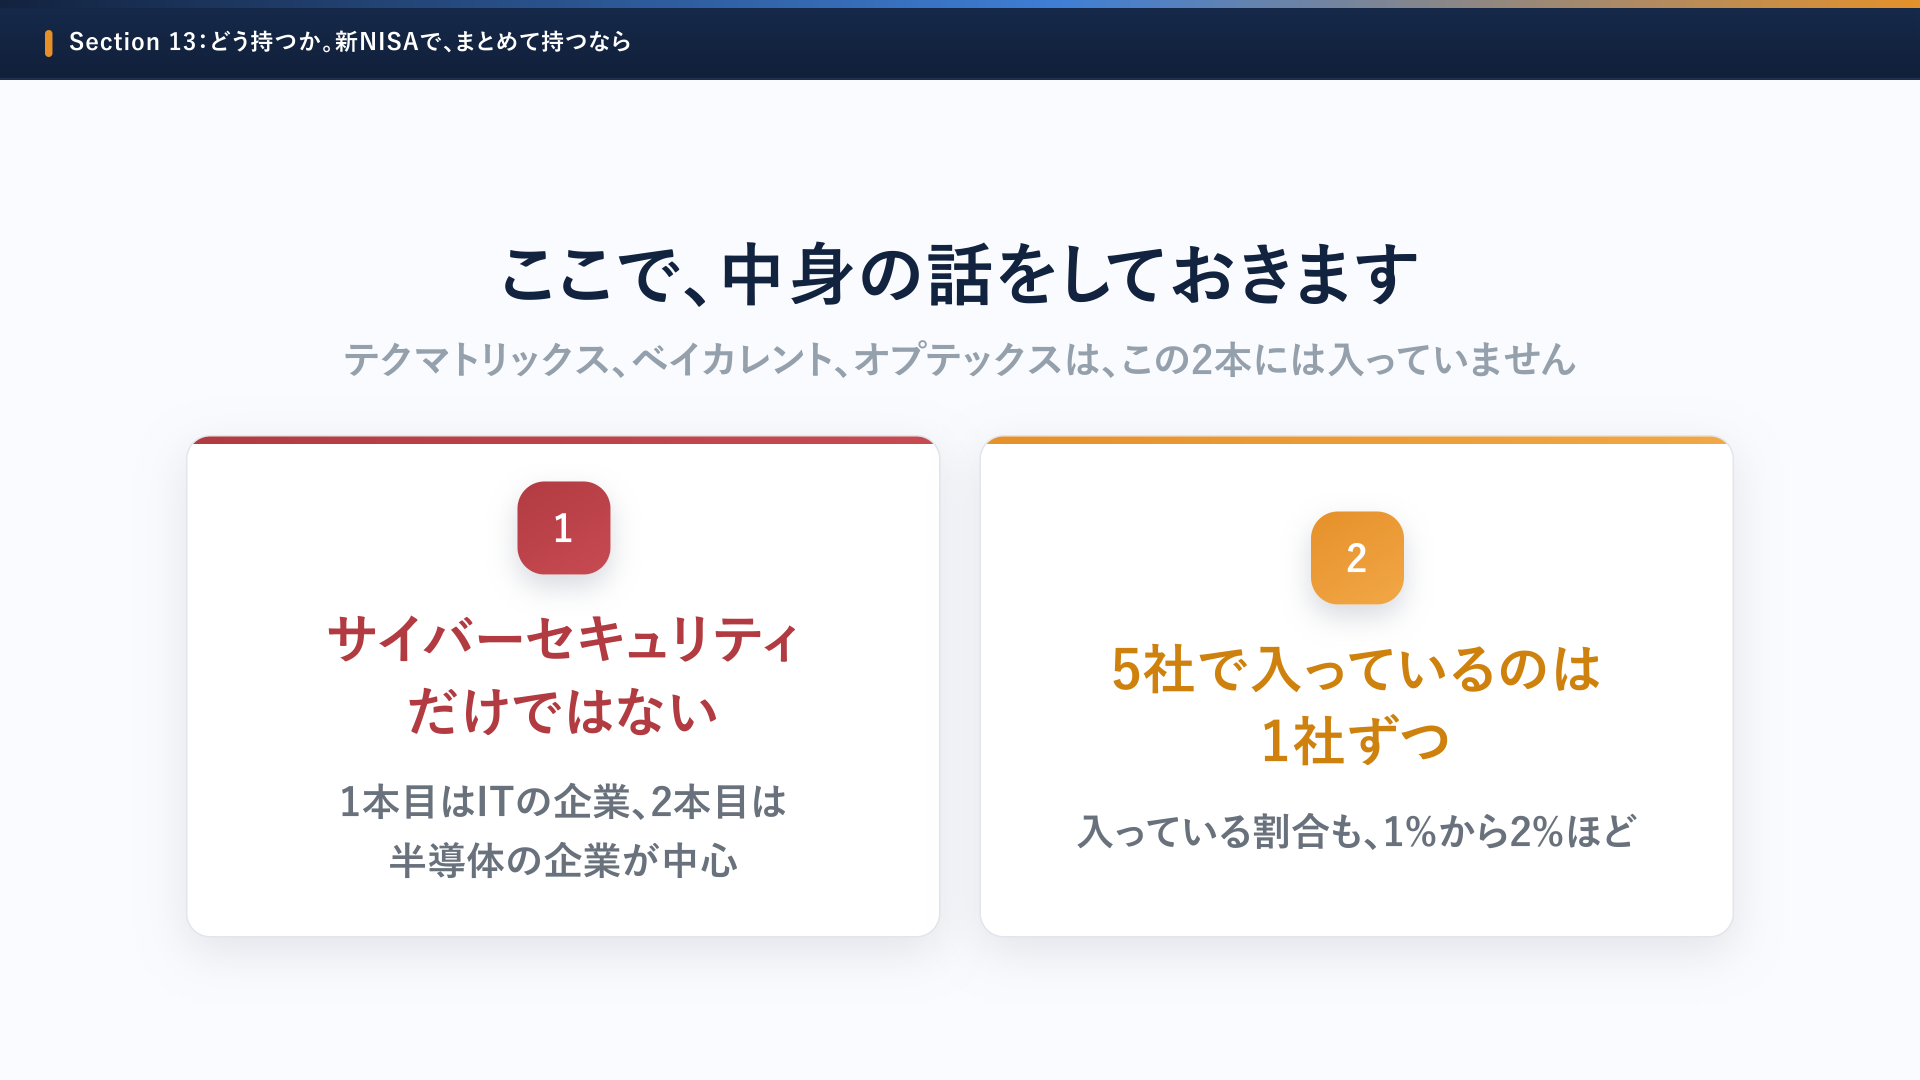 Section 13：どう持つか。新NISAで、まとめて持つなら
ここで、中身の話をしておきます
テクマトリックス、ベイカレント、オプテックスは、この2本には入っていません
1
サイバーセキュリティ
だけではない
1本目はITの企業、2本目は
半導体の企業が中心
2
5社で入っているのは
1社ずつ
入っている割合も、1%から2%ほど